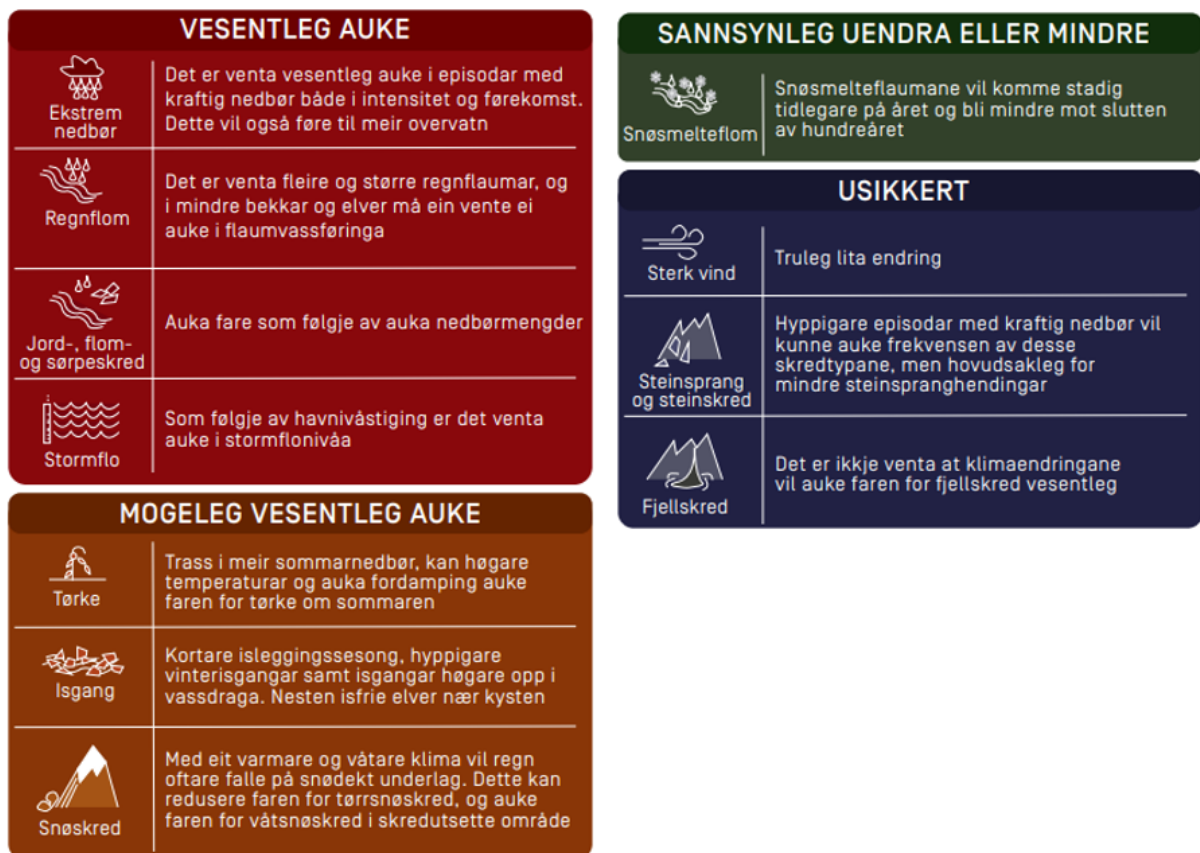 VESENTLEG AUKE
Ekstrem
nedbør
Det er venta vesentleg auke i episodar med
kraftig nedbør både i intensitet og førekomst.
Dette vil også føre til meir overvatn
Regnflom
Det er venta fleire og større regnflaumar, og
i mindre bekkar og elver må ein vente ei
auke i flaumvassføringa
Jord-, flom-
og sørpeskred
Auka fare som følgje av auka nedbørmengder
Stormflo
Som følgje av havnivåstiging er det venta
auke i stormflonivåa
MOGELEG VESENTLEG AUKE
Tørke
Trass i meir sommarnedbør, kan høgare
temperaturar og auka fordamping auke
faren for tørke om sommaren
Isgang
Kortare isleggingssesong, hyppigare
vinterisgangar samt isgangar høgare opp i
vassdraga. Nesten isfrie elver nær kysten
Snøskred
Med eit varmare og våtare klima vil regn
oftare falle på snødekt underlag. Dette kan
redusere faren for tørrsnøskred, og auke
faren for våtsnøskred i skredutsette område
SANNSYNLEG UENDRA ELLER MINDRE
Snøsmelteflom
Snøsmelteflaumane vil komme stadig
tidlegare på året og bli mindre mot slutten
av hundreåret
USIKKERT
Sterk vind
Truleg lita endring
Steinsprang
og steinskred
Hyppigare episodar med kraftig nedbør vil
kunne auke frekvensen av desse
skredtypane, men hovudsakleg for
mindre steinspranghendingar
Fjellskred
Det er ikkje venta at klimaendringane
vil auke faren for fjellskred vesentleg